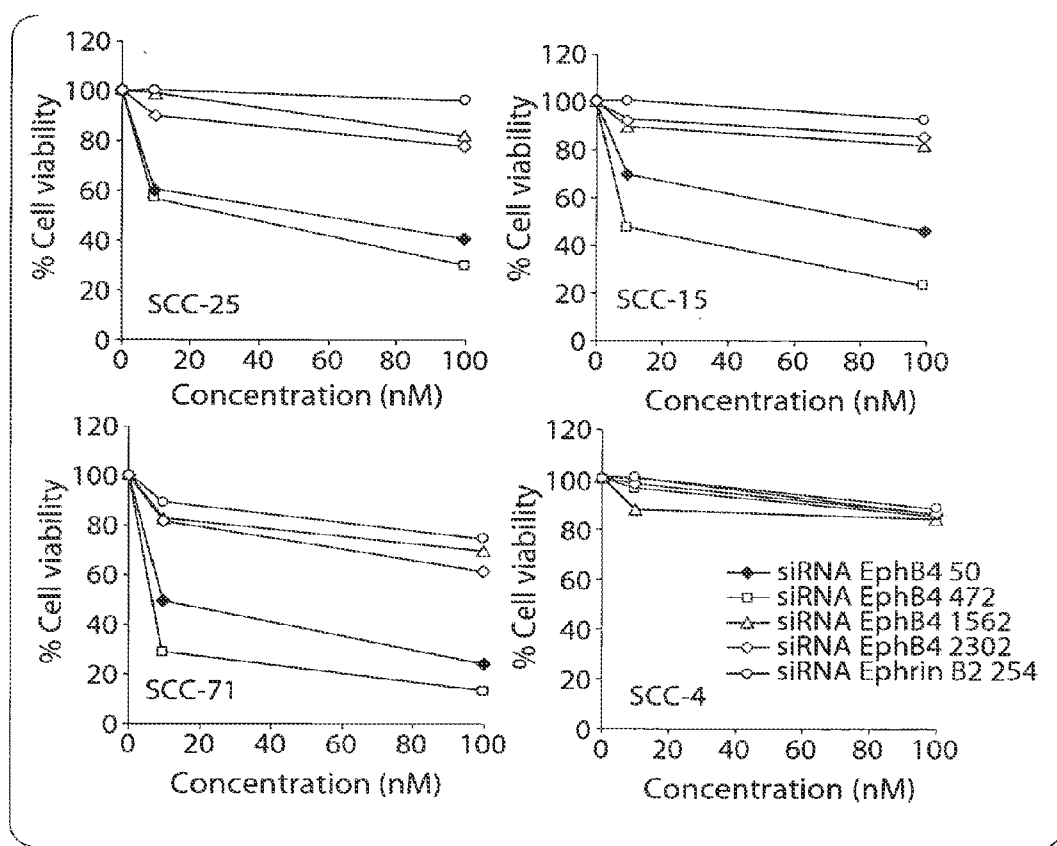 120
100
80
60
40
20
0
% Cell viability
SCC-25
0 20 40 60 80 100
Concentration (nM)
120
100
80
60
40
20
0
% Cell viability
SCC-15
0 20 40 60 80 100
Concentration (nM)
120
100
80
60
40
20
0
% Cell viability
SCC-71
0 20 40 60 80 100
Concentration (nM)
120
100
80
60
40
20
0
% Cell viability
siRNA EphB4 50
siRNA EphB4 472
siRNA EphB4 1562
siRNA EphB4 2302
siRNA Ephrin B2 254
SCC-4
0 20 40 60 80 100
Concentration (nM)